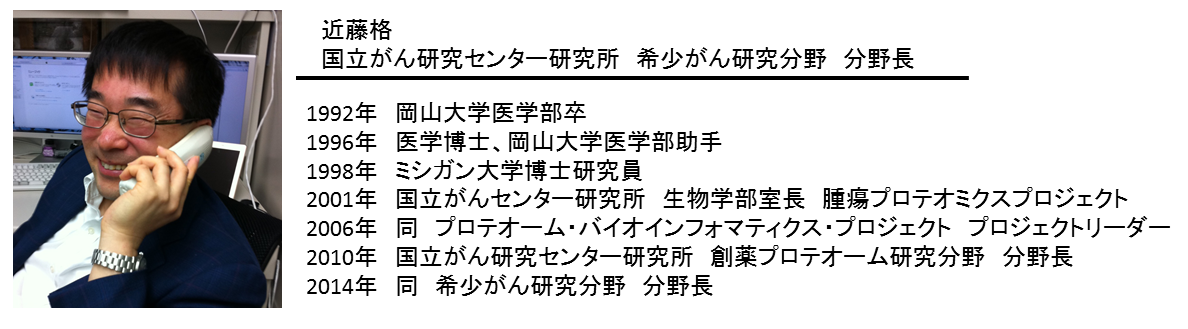 近藤格
国立がん研究センター研究所　希少がん研究分野　分野長
1992年　岡山大学医学部卒
1996年　医学博士、岡山大学医学部助手
1998年　ミシガン大学博士研究員
2001年　国立がんセンター研究所　生物学部室長　腫瘍プロテオミクスプロジェクト
2006年　同　プロテオーム・バイオインフォマティクス・プロジェクト　プロジェクトリーダー
2010年　国立がん研究センター研究所　創薬プロテオーム研究分野　分野長
2014年　同　希少がん研究分野　分野長